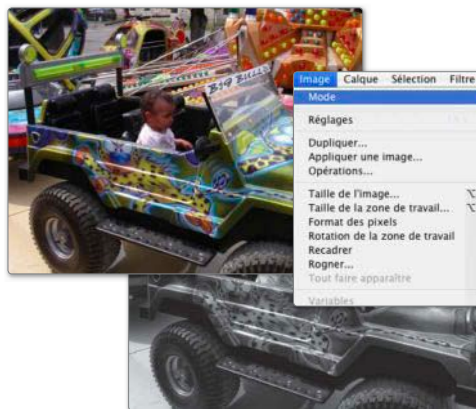 BIG BULLY
Image Calque Sélection Filtre
Mode
Réglages
Dupliquer...
Appliquer une image...
Opérations...
Taille de l'image...
Taille de la zone de travail...
Format des pixels
Rotation de la zone de travail
Recadrer
Rogner...
Tout faire apparaître
Variables